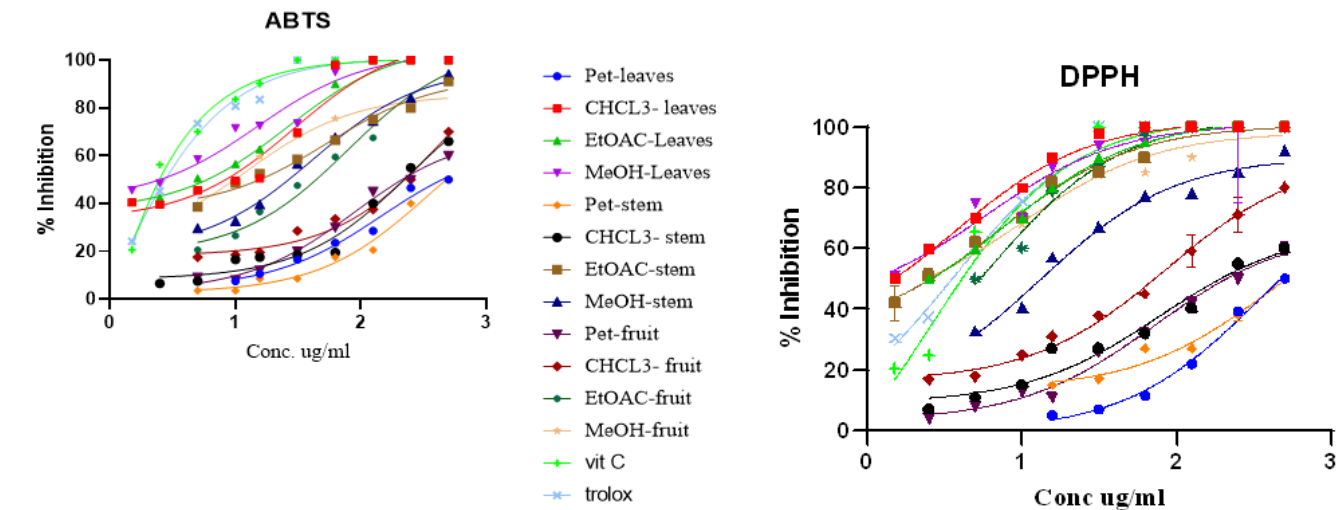 ABTS
% Inhibition
100
80
60
40
20
0
0
1
2
3
Conc. ug/ml
Pet-leaves
CHCL3- leaves
EtOAC-Leaves
MeOH-Leaves
Pet-stem
CHCL3- stem
EtOAC-stem
MeOH-stem
Pet-fruit
CHCL3- fruit
EtOAC-fruit
MeOH-fruit
vit C
trolox
DPPH
% Inhibition
100
80
60
40
20
0
0
1
2
3
Conc ug/ml